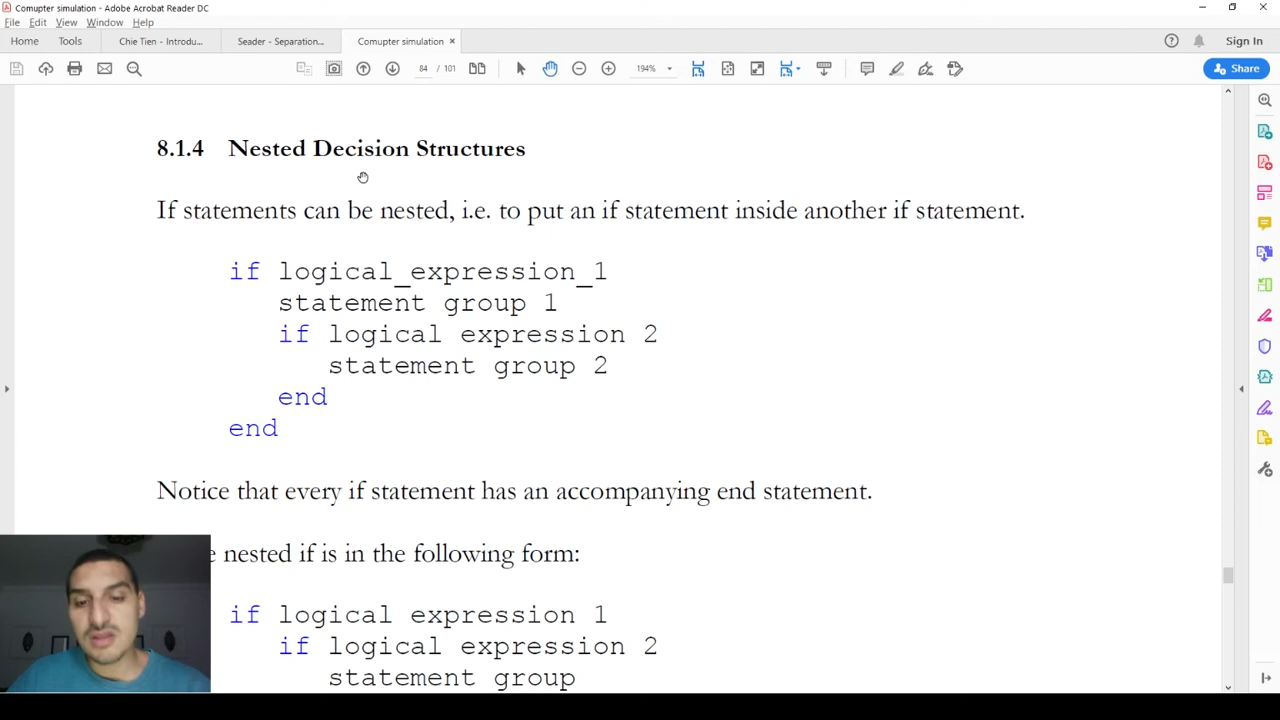 Comupter simulation - Adobe Acrobat Reader DC
File Edit View Window Help
Home Tools Chie Tien - Introdu... Seader - Separation... Comupter simulation × Sign In
84 / 101 194% Share
8.1.4 Nested Decision Structures
If statements can be nested, i.e. to put an if statement inside another if statement.
if logical_expression_1
statement group 1
if logical expression 2
statement group 2
end
end
Notice that every if statement has an accompanying end statement.
nested if is in the following form:
if logical expression 1
if logical expression 2
statement group